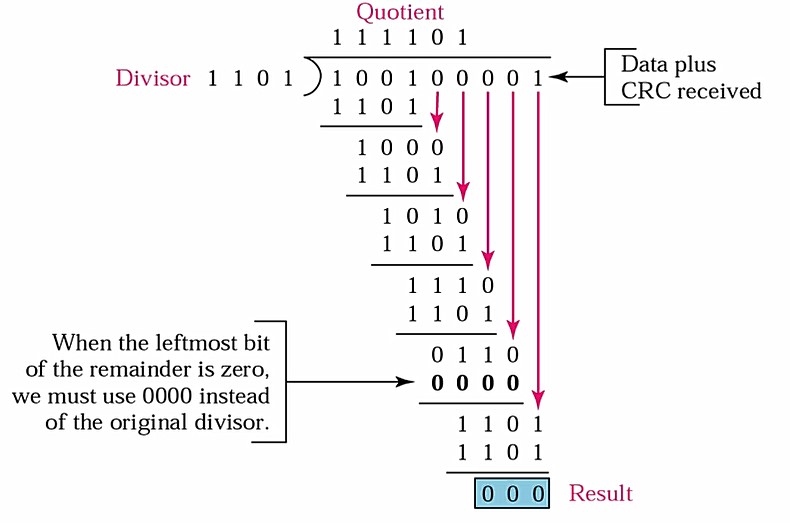 Quotient
1 1 1 1 0 1
Divisor 1 1 0 1 1 0 0 1 0 0 0 0 1
Data plus
CRC received
1 1 0 1
1 0 0 0
1 1 0 1
1 0 1 0
1 1 0 1
1 1 1 0
1 1 0 1
When the leftmost bit
of the remainder is zero,
we must use 0000 instead
of the original divisor.
0 1 1 0
0 0 0 0
1 1 0 1
1 1 0 1
0 0 0 Result